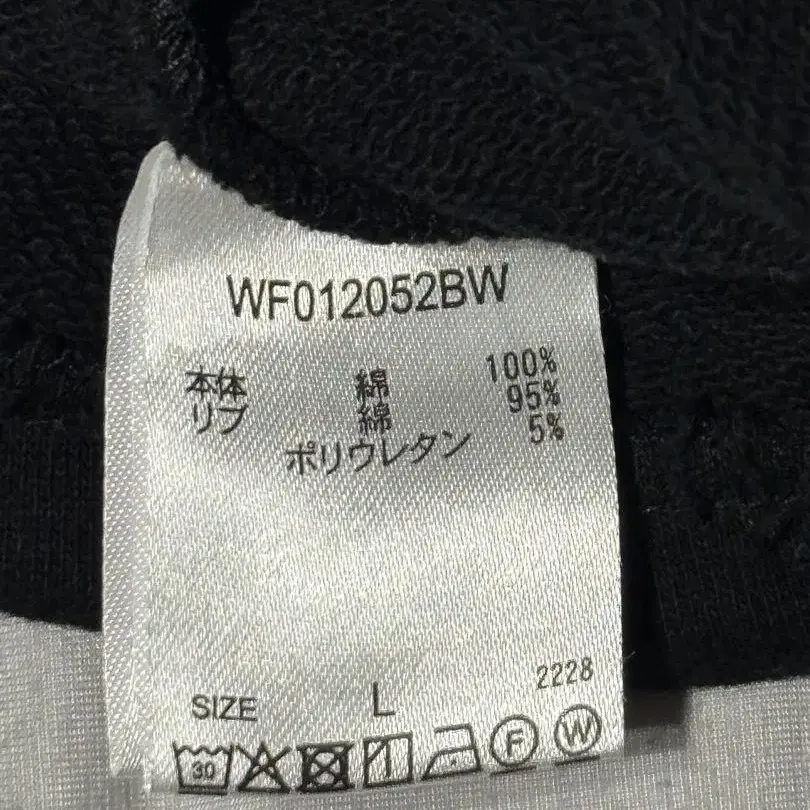 WF012052BW
本体 綿 100%
リブ 綿 95%
ポリウレタン 5%
2228
SIZE L
30 F W